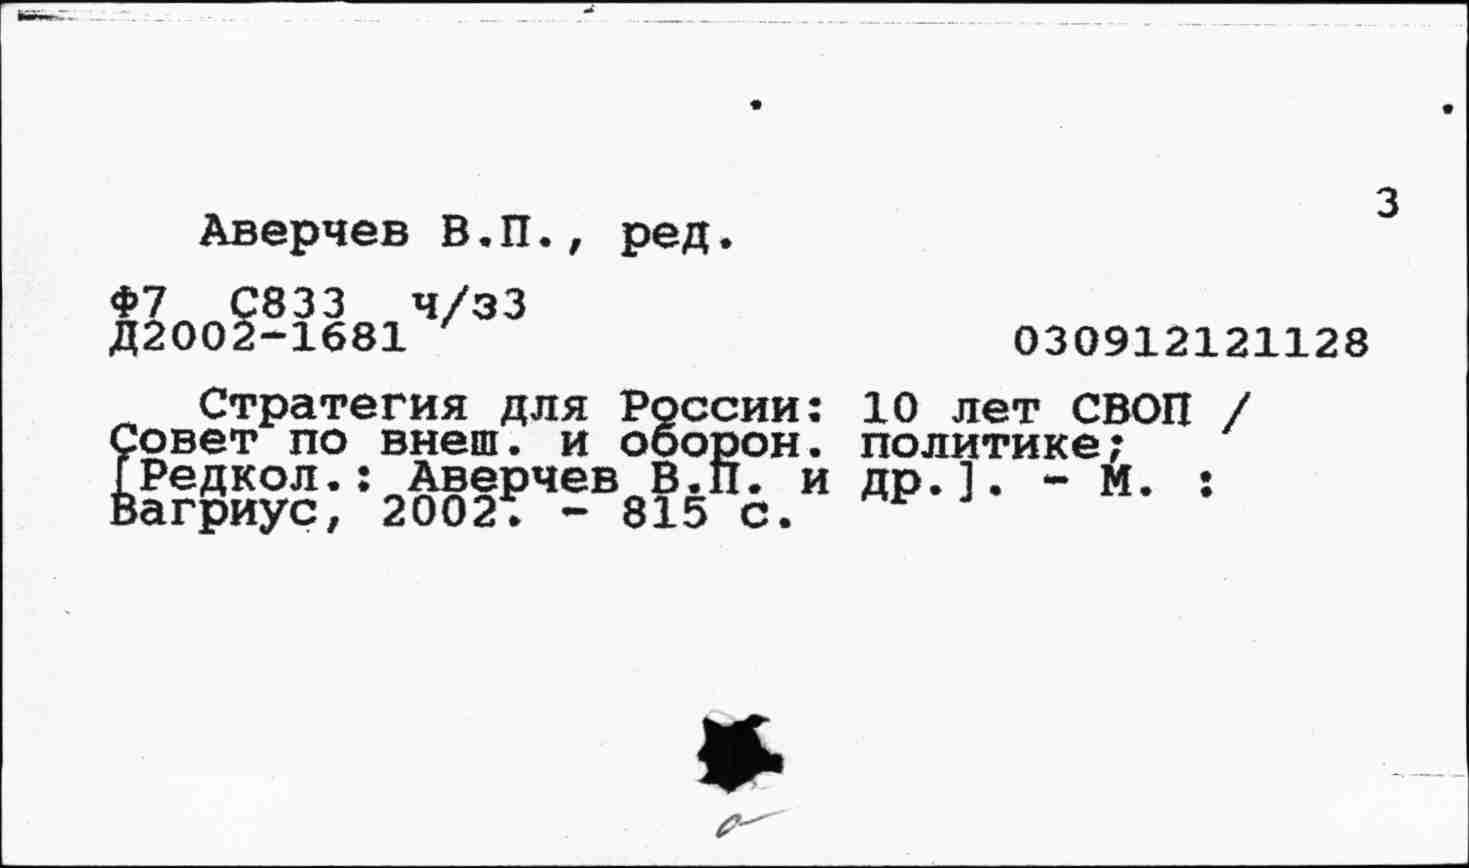 3
Аверчев В.П., ред.
Ф7 С833 ч/з3
Д2002-1681 030912121128
Стратегия для России: 10 лет СВОП /
Совет по внеш. и оборон. политике;
[Редкол.: Аверчев В.П. и др.]. - М. :
Вагриус, 2002. - 815 с.